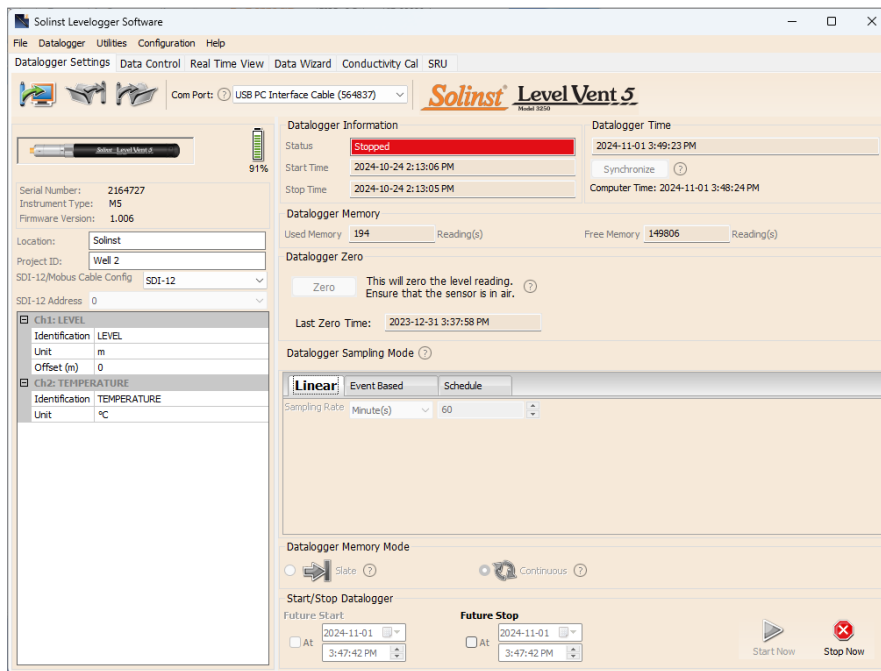 Solinst Levelogger Software
File Datalogger Utilities Configuration Help
Datalogger Settings Data Control Real Time View Data Wizard Conductivity Cal SRU
Com Port: ? USB PC Interface Cable (564837)
Solinst® LevelVent 5
Model 3250
Solinst LevelVent 5
91%
Serial Number: 2164727
Instrument Type: M5
Firmware Version: 1.006
Location: Solinst
Project ID: Well 2
SDI-12/Mobus Cable Config SDI-12
SDI-12 Address 0
Ch1: LEVEL
Identification LEVEL
Unit m
Offset (m) 0
Ch2: TEMPERATURE
Identification TEMPERATURE
Unit ºC
Datalogger Information
Status Stopped
Start Time 2024-10-24 2:13:06 PM
Stop Time 2024-10-24 2:13:05 PM
Datalogger Time
2024-11-01 3:49:23 PM
Synchronize ?
Computer Time: 2024-11-01 3:48:24 PM
Datalogger Memory
Used Memory 194 Reading(s) Free Memory 149806 Reading(s)
Datalogger Zero
Zero
This will zero the level reading.
Ensure that the sensor is in air. ?
Last Zero Time: 2023-12-31 3:37:58 PM
Datalogger Sampling Mode ?
Linear Event Based Schedule
Sampling Rate Minute(s) 60
Datalogger Memory Mode
Slate ? Continuous ?
Start/Stop Datalogger
Future Start
At 2024-11-01
3:47:42 PM
Future Stop
At 2024-11-01
3:47:42 PM
Start Now Stop Now